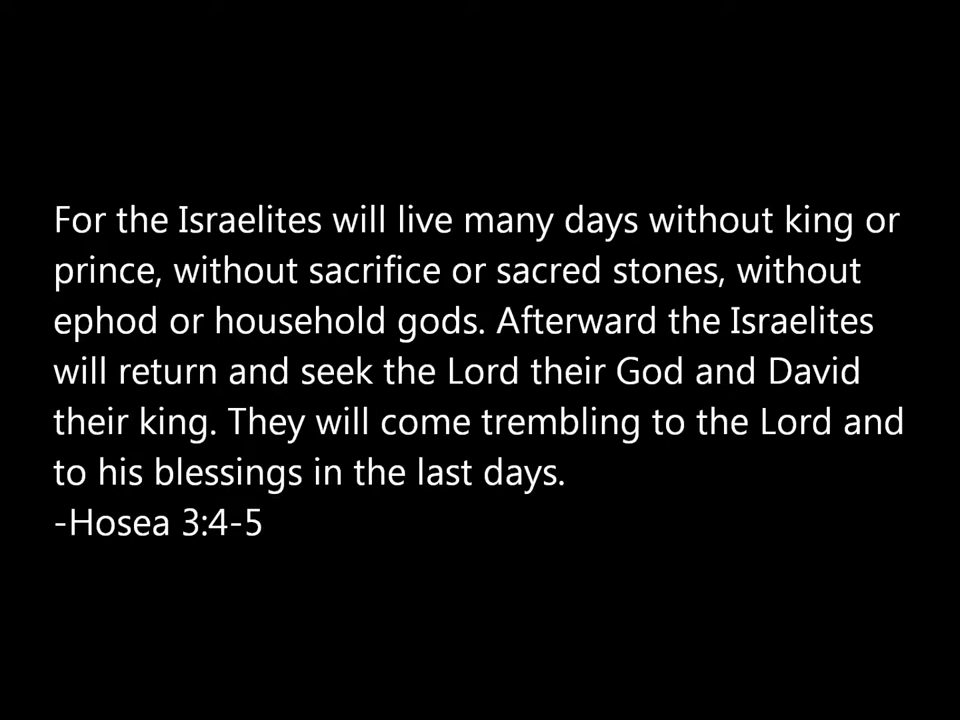 For the Israelites will live many days without king or
prince, without sacrifice or sacred stones, without
ephod or household gods. Afterward the Israelites
will return and seek the Lord their God and David
their king. They will come trembling to the Lord and
to his blessings in the last days.
-Hosea 3:4-5